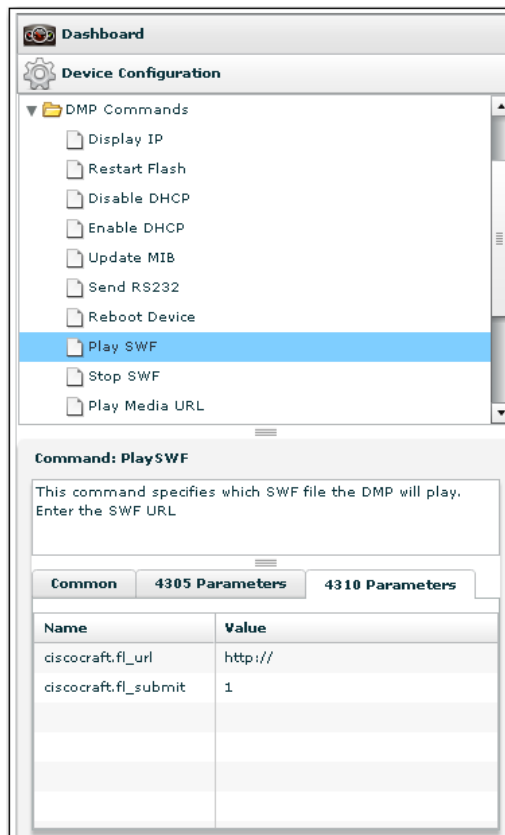 Dashboard
Device Configuration
DMP Commands
Display IP
Restart Flash
Disable DHCP
Enable DHCP
Update MIB
Send RS232
Reboot Device
Play SWF
Stop SWF
Play Media URL
Command: PlaySWF
This command specifies which SWF file the DMP will play.
Enter the SWF URL
Common 4305 Parameters 4310 Parameters
Name Value
ciscocraft.fl_url http://
ciscocraft.fl_submit 1